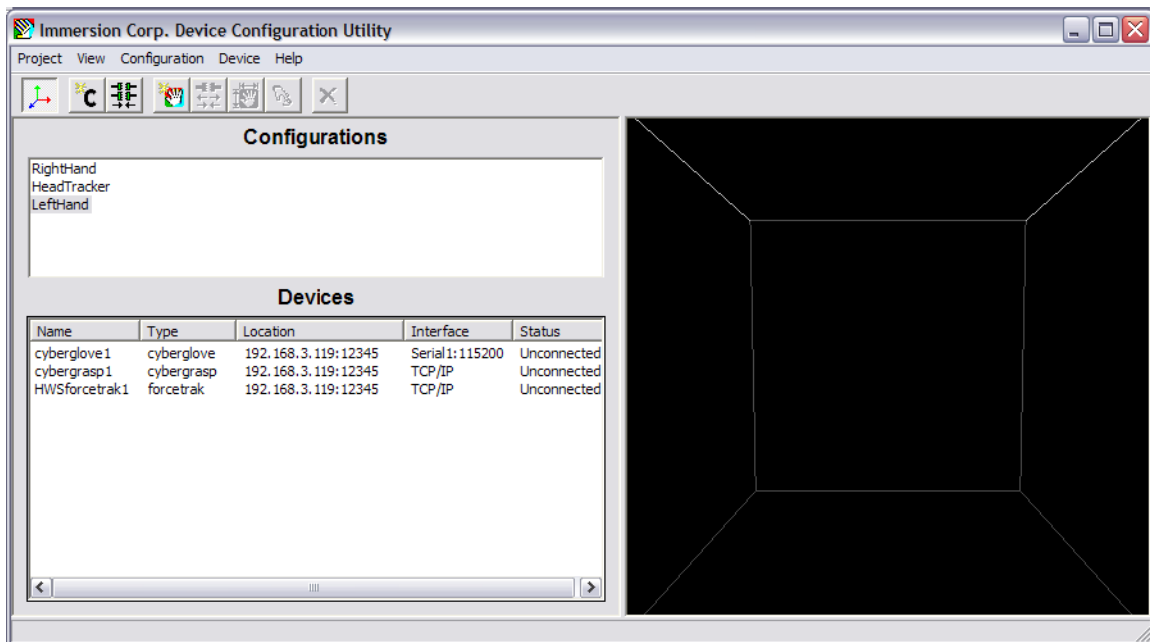 Immersion Corp. Device Configuration Utility
Project View Configuration Device Help
C
Configurations
RightHand
HeadTracker
LeftHand
Devices
Name Type Location Interface Status
cyberglove1 cyberglove 192.168.3.119:12345 Serial1:115200 Unconnected
cybergrasp1 cybergrasp 192.168.3.119:12345 TCP/IP Unconnected
HWSforcetrak1 forcetrak 192.168.3.119:12345 TCP/IP Unconnected